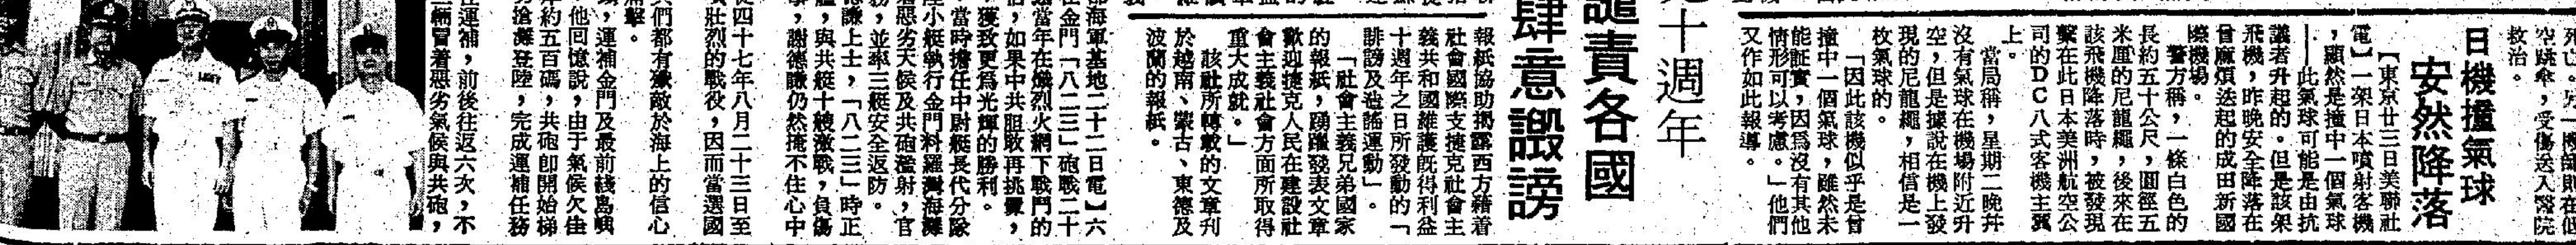 空跳傘，受傷送入醫院
救治。
日機撞氣球
安然降落
【東京廿三日美聯社
電】一架日本噴射客機
，顯然是撞中一個氣球
——此氣球可能是由抗
議者升起的。但是該架
飛機，昨晚安全降落在
曾麻煩迭起的成田新國
際機場。
警方稱，一條白色的
長約五十公尺，圓徑五
米厘的尼龍繩，後來在
該飛機降落時，被發現
擊在此日本美洲航空公
司的DC八式客機主翼
上。
當局稱，星期二晚并
沒有氣球在機場附近升
空，但是據說在機上發
現的尼龍繩，相信是一
枚氣球的。
「因此該機似乎是曾
撞中一個氣球，雖然未
能証實，因爲沒有其他
情形可以考慮。」他們
又作如此報導。
十週年
譴責各國
肆意譭謗
報紙協助揭露西方藉着
社會國際支捷克社會主
義共和國維護既得利益
十週年之日所發動的「
誹謗及造謠運動」。
「社會主義兄弟國家
的報紙，踴躍發表文章
歡迎捷克人民在建設社
會主義社會方面所取得
重大成就。」
該社所轉載的文章刋
於越南、蒙古、東德及
波蘭的報紙。
海軍基地二十二日電】六
在金門「八二三」砲戰二十
當年在熾烈火網下戰鬥的
，如果中共胆敢再挑釁，
獲致更爲光輝的勝利。
當時擔任中尉艇長代分隊
小艇執行金門料羅灣海灘
惡劣天候及共砲濫射，官
，並率三艇安全返防。
謙上士，「八二三」時正
，與共艇十艘激戰，負傷
，謝德謙仍然掩不住心中
從四十七年八月二十三日至
壯烈的戰役，因而當選國
們都有殲敵於海上的信心
，運補金門及最前綫島嶼
擊。
他回憶說，由于氣候欠佳
約五百碼，共砲卽開始梯
搶灘登陸，完成運補任務
運補，前後往返六次，不
輛冒着惡劣氣候與共砲，